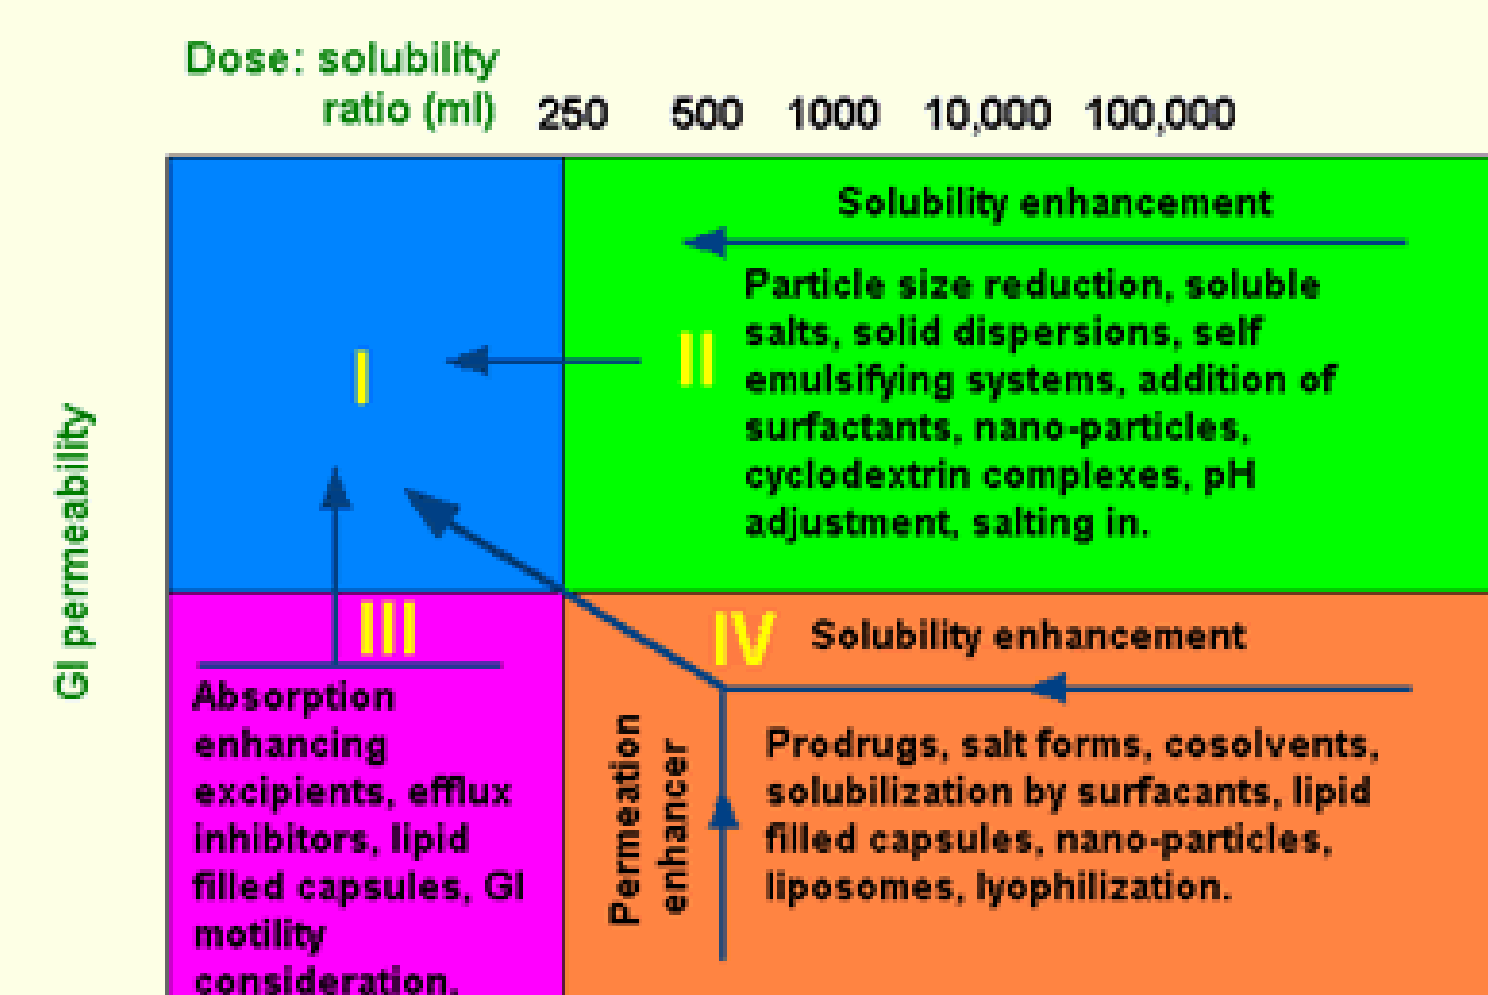 Dose: solubility
ratio (ml) 250 500 1000 10,000 100,000
GI permeability
I
Solubility enhancement
II
Particle size reduction, soluble
salts, solid dispersions, self
emulsifying systems, addition of
surfactants, nano-particles,
cyclodextrin complexes, pH
adjustment, salting in.
III
Absorption
enhancing
excipients, efflux
inhibitors, lipid
filled capsules, GI
motility
consideration.
IV
Solubility enhancement
Permeation
enhancer
Prodrugs, salt forms, cosolvents,
solubilization by surfacants, lipid
filled capsules, nano-particles,
liposomes, lyophilization.